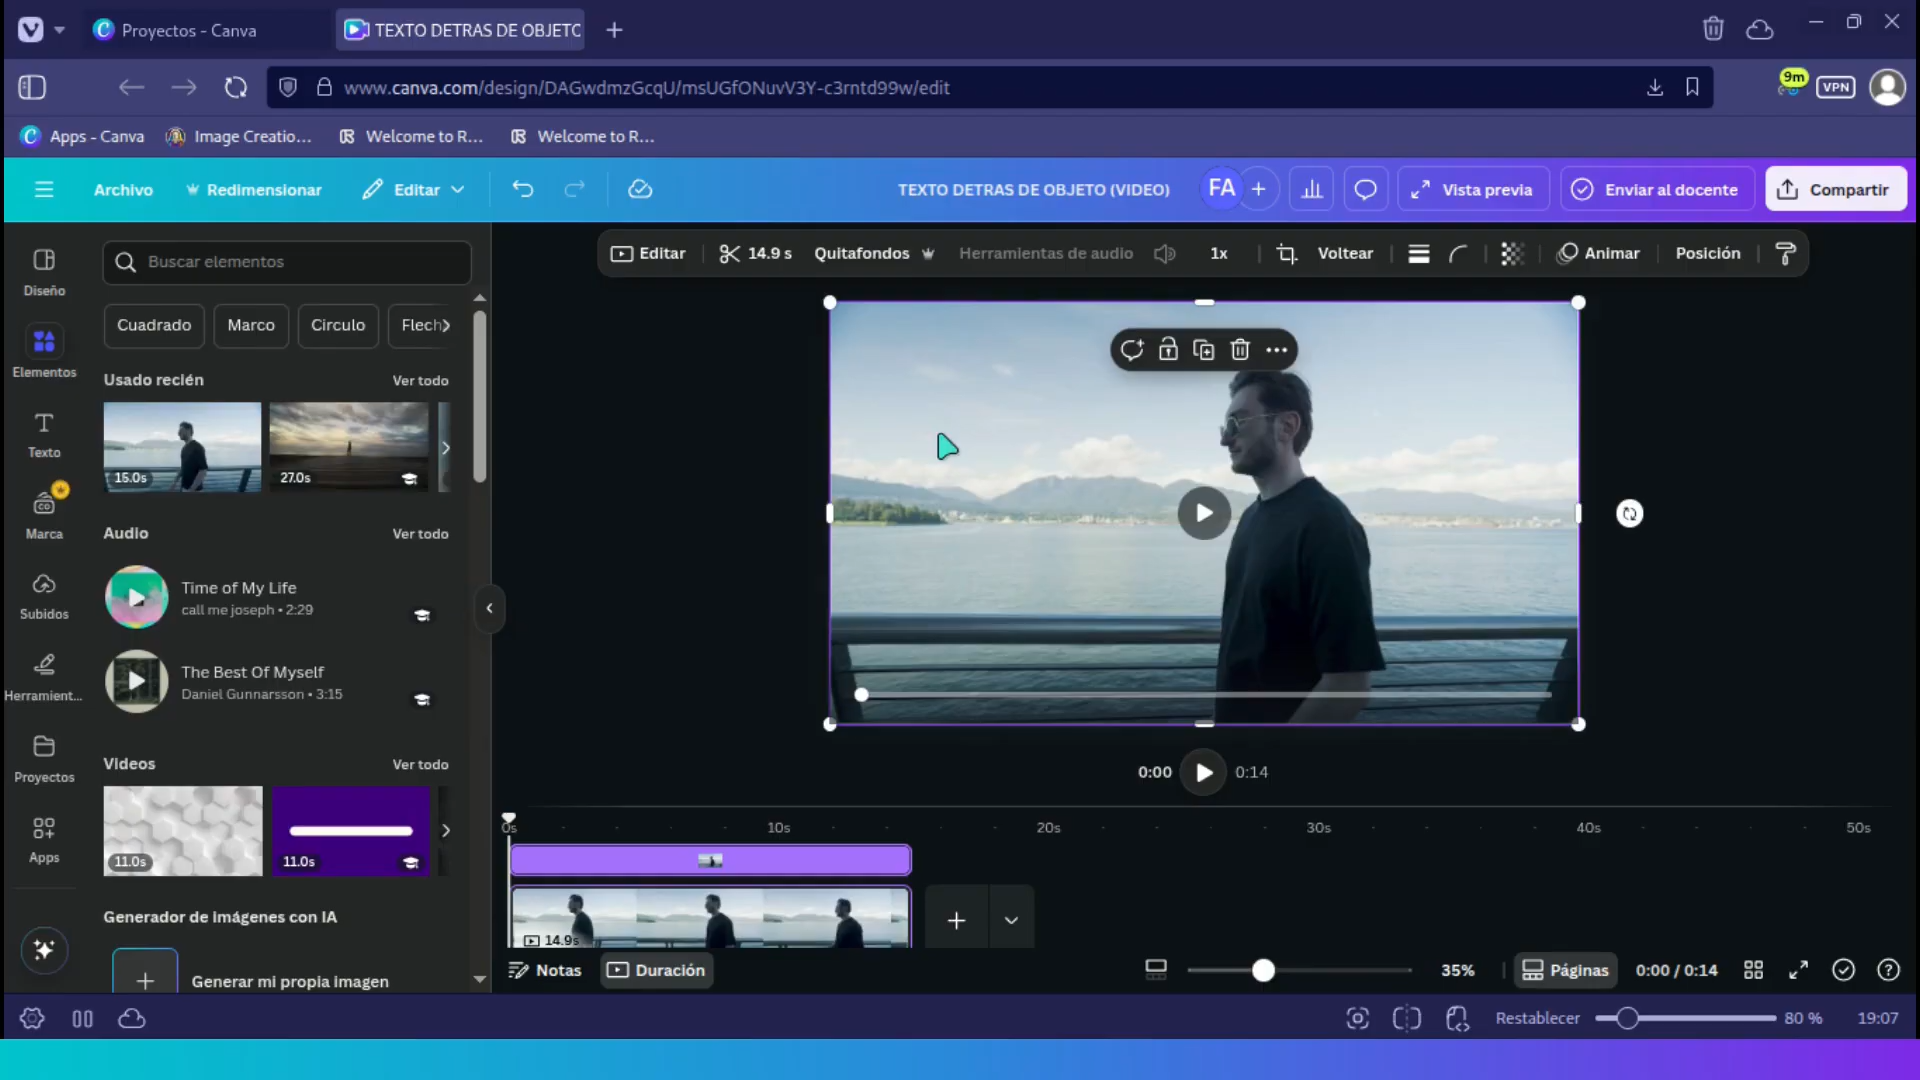 Proyectos - Canva
TEXTO DETRAS DE OBJETO
www.canva.com/design/DAGwdmzGcqU/msUGfONuvV3Y-c3rntd99w/edit
9m
VPN
Apps - Canva
Image Creatio...
Welcome to R...
Welcome to R...
Archivo
Redimensionar
Editar
TEXTO DETRAS DE OBJETO (VIDEO)
FA
Vista previa
Enviar al docente
Compartir
Buscar elementos
Editar
14.9 s
Quitafondos
Herramientas de audio
1x
Voltear
Animar
Posición
Diseño
Elementos
Texto
Marca
Subidos
Herramient...
Proyectos
Apps
Cuadrado
Marco
Circulo
Flech
Usado recién
Ver todo
15.0s
27.0s
Audio
Ver todo
Time of My Life
call me joseph • 2:29
The Best Of Myself
Daniel Gunnarsson • 3:15
Videos
Ver todo
11.0s
11.0s
Generador de imágenes con IA
Generar mi propia imagen
0:00
0:14
0s
10s
20s
30s
40s
50s
14.9s
Notas
Duración
35%
Páginas
0:00 / 0:14
Restablecer
80 %
19:07